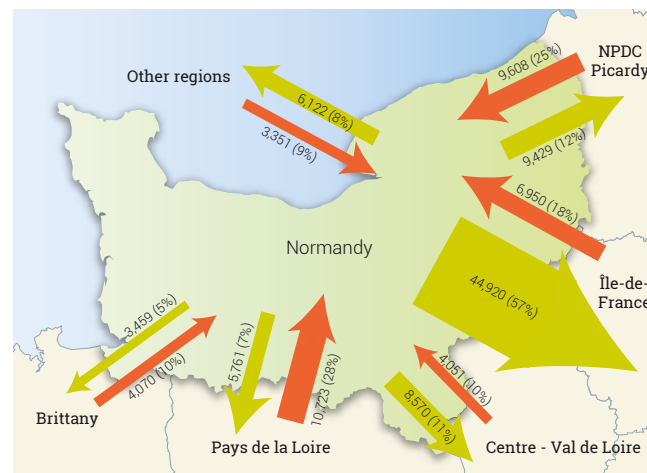 NPDC
Picardy
9,608 (25%)
Other regions
6,122 (8%)
3,351 (9%)
9,429 (12%)
6,950 (18%)
Normandy
Île-de-
France
44,920 (57%)
3,459 (5%)
4,070 (10%)
5,761 (7%)
10,723 (28%)
4,051 (10%)
8,570 (11%)
Brittany
Pays de la Loire
Centre - Val de Loire